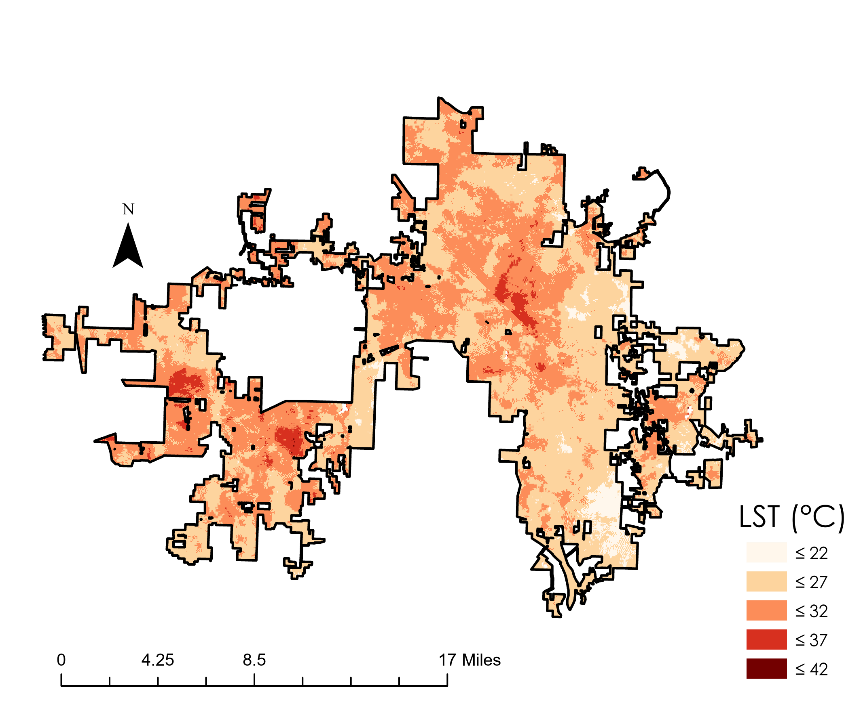 N
LST (°C)
≤ 22
≤ 27
≤ 32
≤ 37
≤ 42
0 4.25 8.5 17 Miles